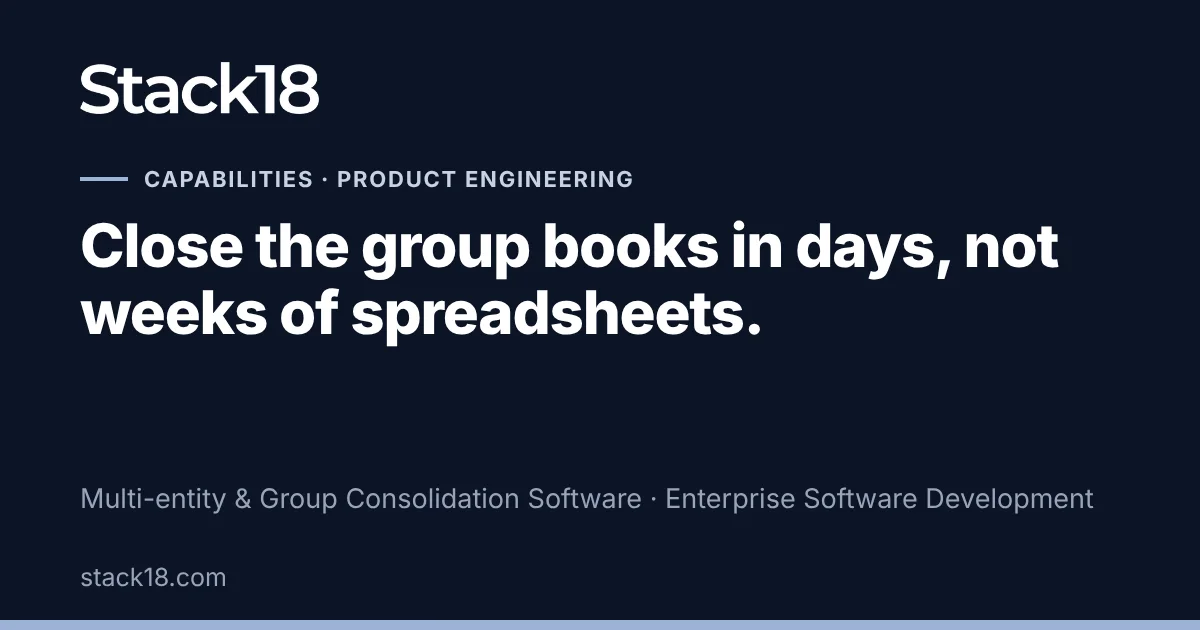 Stack18
CAPABILITIES · PRODUCT ENGINEERING
Close the group books in days, not
weeks of spreadsheets.
Multi-entity & Group Consolidation Software · Enterprise Software Development
stack18.com